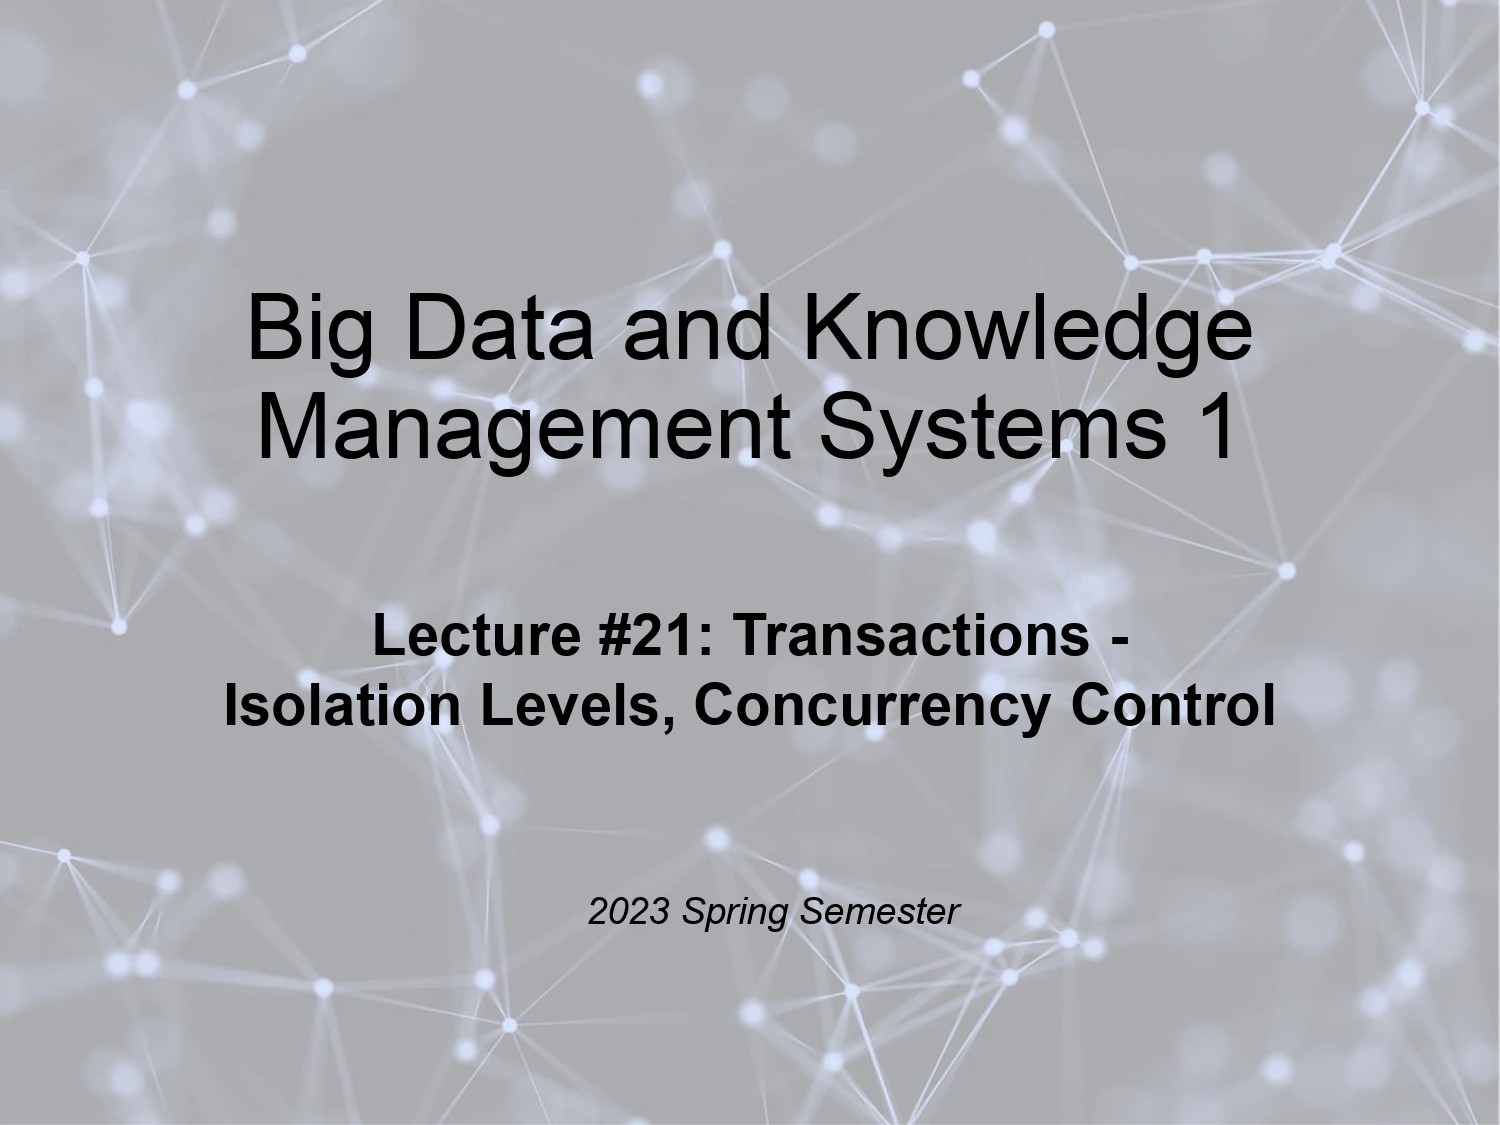 Big Data and Knowledge
Management Systems 1
Lecture #21: Transactions -
Isolation Levels, Concurrency Control
2023 Spring Semester